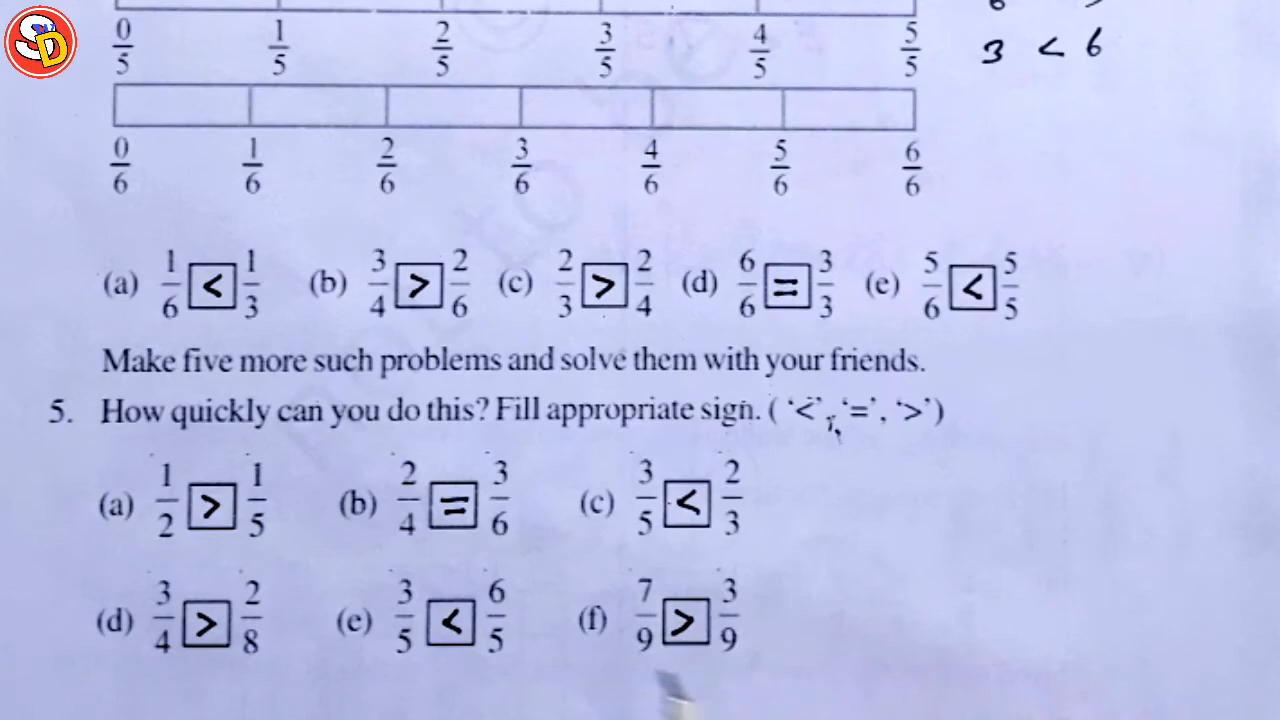 SD
0/5 1/5 2/5 3/5 4/5 5/5
3 < 6
0/6 1/6 2/6 3/6 4/6 5/6 6/6
(a) 1/6 < 1/3 (b) 3/4 > 2/6 (c) 2/3 > 2/4 (d) 6/6 = 3/3 (e) 5/6 < 5/5
Make five more such problems and solve them with your friends.
5. How quickly can you do this? Fill appropriate sign. ( '<', '=', '>')
(a) 1/2 > 1/5 (b) 2/4 = 3/6 (c) 3/5 < 2/3
(d) 3/4 > 2/8 (e) 3/5 < 6/5 (f) 7/9 > 3/9